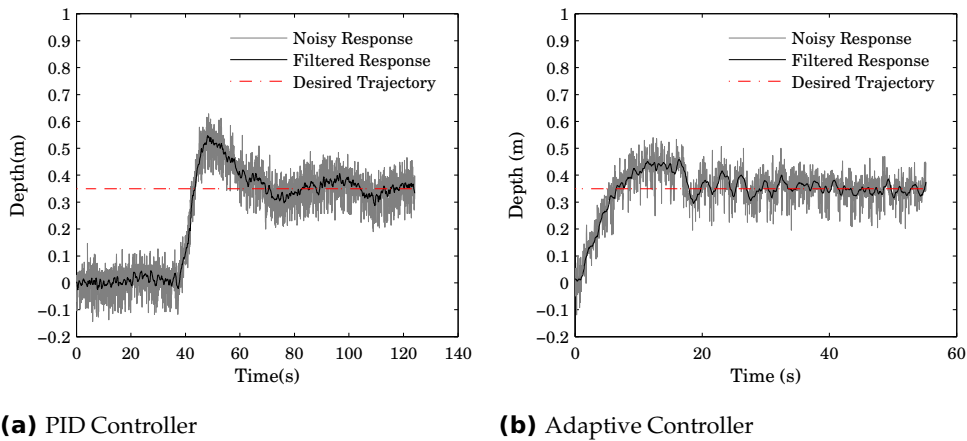 1
0.9
0.8
0.7
0.6
0.5
0.4
0.3
0.2
0.1
0
−0.1
−0.2
Depth(m)
Noisy Response
Filtered Response
Desired Trajectory
0 20 40 60 80 100 120 140
Time(s)
(a) PID Controller
1
0.9
0.8
0.7
0.6
0.5
0.4
0.3
0.2
0.1
0
−0.1
−0.2
Depth (m)
Noisy Response
Filtered Response
Desired Trajectory
0 20 40 60
Time (s)
(b) Adaptive Controller